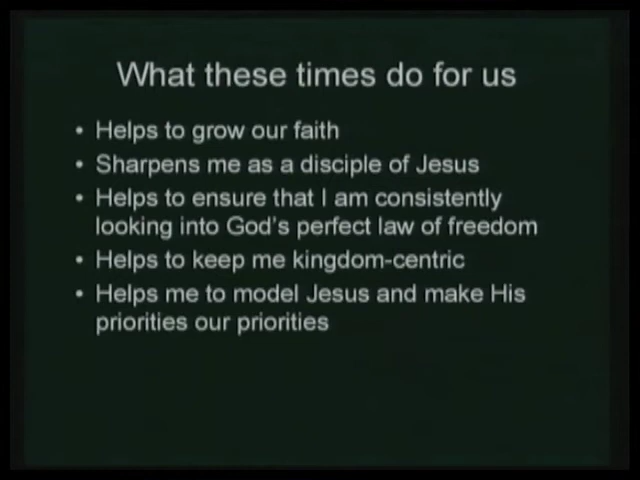 What these times do for us
• Helps to grow our faith
• Sharpens me as a disciple of Jesus
• Helps to ensure that I am consistently
looking into God's perfect law of freedom
• Helps to keep me kingdom-centric
• Helps me to model Jesus and make His
priorities our priorities